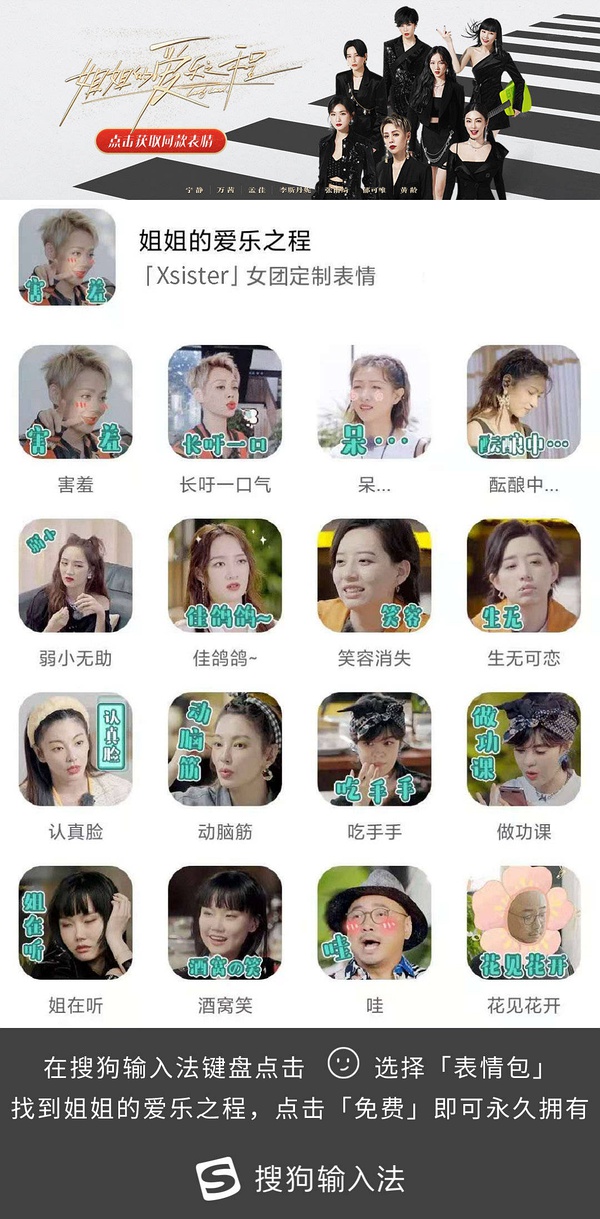 姐姐的爱乐之程
点击获取同款表情
宁静 万茜 孟佳 李斯丹妮 张雨绮 郁可唯 黄龄
害 羞
姐姐的爱乐之程
「Xsister」女团定制表情
害 羞
长吁一口
呆···
酝酿中···
害羞
长吁一口气
呆...
酝酿中...
弱小
佳鸽鸽~
笑容
生无
弱小无助
佳鸽鸽~
笑容消失
生无可恋
认真脸
动脑筋
吃手手
做功课
认真脸
动脑筋
吃手手
做功课
姐在听
酒窝の笑
哇
花见花开
姐在听
酒窝笑
哇
花见花开
在搜狗输入法键盘点击 选择「表情包」
找到姐姐的爱乐之程，点击「免费」即可永久拥有
S 搜狗输入法